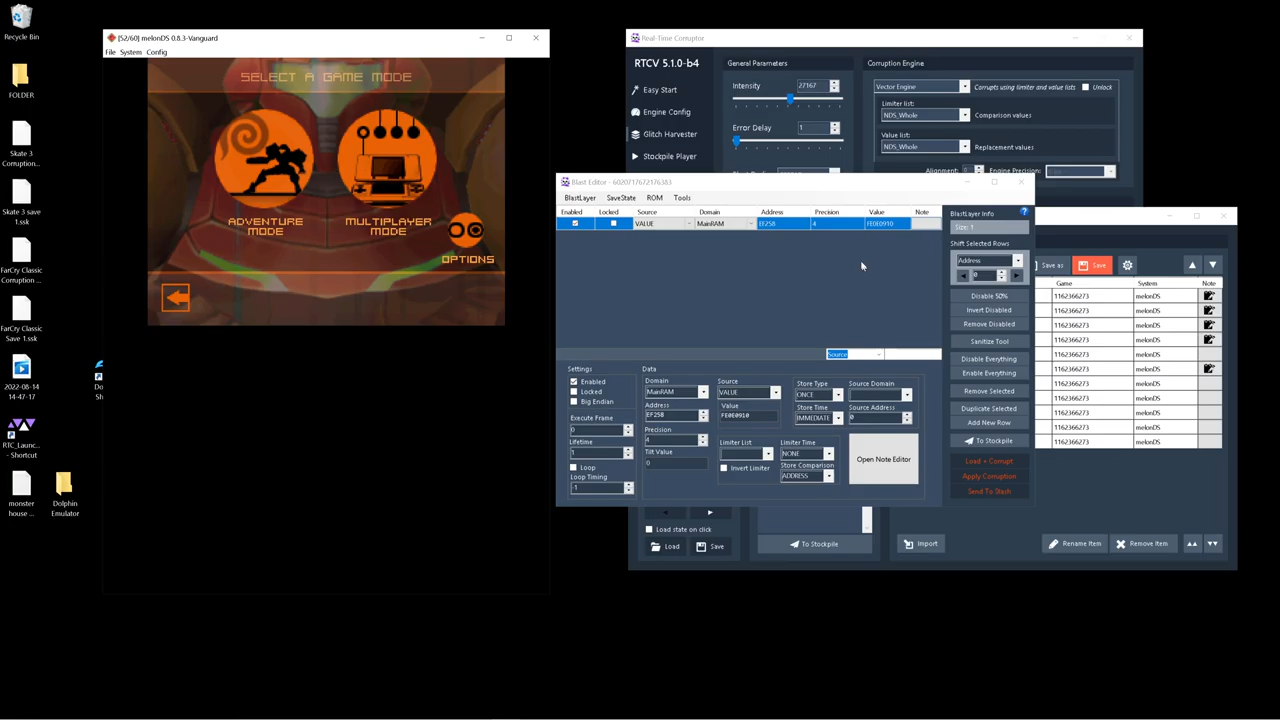 Recycle Bin
FOLDER
Skate 3
Corruption...
Skate 3 save
1.ssk
FarCry Classic
Corruption ...
FarCry Classic
Save 1.ssk
2022-08-14
14-47-17
RTC_Launc...
- Shortcut
monster
house ...
Dolphin
Emulator
[52/60] melonDS 0.8.3-Vanguard
File System Config
SELECT A GAME MODE
ADVENTURE
MODE
MULTIPLAYER
MODE
OPTIONS
Real-Time Corruptor
RTCV 5.1.0-b4
Easy Start
Engine Config
Glitch Harvester
Stockpile Player
General Parameters
Intensity 27167
Error Delay 1
Corruption Engine
Vector Engine Corrupts using limiter and value lists Unlock
Limiter list:
NDS_Whole Comparison values
Value list:
NDS_Whole Replacement values
Alignment: Engine Precision:
Blast Editor - 6020717672176383
BlastLayer SaveState ROM Tools
Enabled Locked Source Domain Address Precision Value Note
VALUE MainRAM EF258 4 FE0E0910
Source
Settings
Enabled
Locked
Big Endian
Execute Frame
0
Lifetime
1
Loop
Loop Timing
-1
Data
Domain
MainRAM
Address
EF258
Precision
4
Tilt Value
0
Source
VALUE
Value
FE0E0910
Limiter List
Invert Limiter
Store Type
ONCE
Store Time
IMMEDIATE
Limiter Time
NONE
Store Comparison
ADDRESS
Source Domain
Source Address
0
Open Note Editor
BlastLayer Info ?
Size: 1
Shift Selected Rows
Address
0
Disable 50%
Invert Disabled
Remove Disabled
Sanitize Tool
Disable Everything
Enable Everything
Remove Selected
Duplicate Selected
Add New Row
To Stockpile
Load + Corrupt
Apply Corruption
Send To Stash
Save as Save
Game System Note
1162366273 melonDS
1162366273 melonDS
1162366273 melonDS
1162366273 melonDS
1162366273 melonDS
1162366273 melonDS
1162366273 melonDS
1162366273 melonDS
1162366273 melonDS
1162366273 melonDS
1162366273 melonDS
Load state on click
Load Save
To Stockpile
Import
Rename Item Remove Item